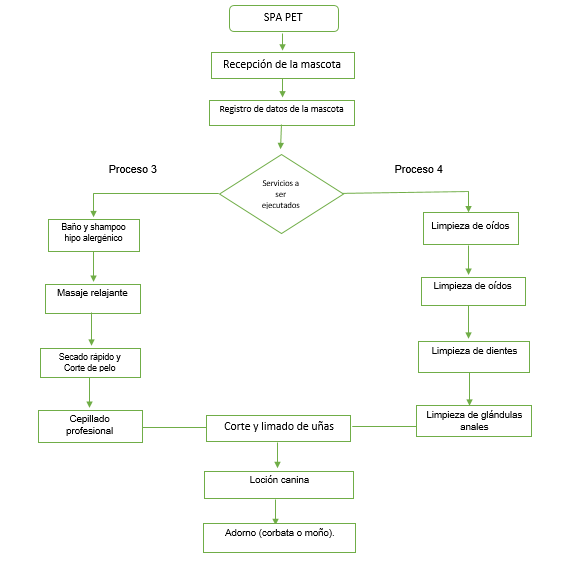 SPA PET
Recepción de la mascota
Registro de datos de la mascota
Proceso 3
Proceso 4
Servicios a
ser
ejecutados
Baño y shampoo
hipo alergénico
Masaje relajante
Secado rápido y
Corte de pelo
Cepillado
profesional
Limpieza de oídos
Limpieza de oídos
Limpieza de dientes
Limpieza de glándulas
anales
Corte y limado de uñas
Loción canina
Adorno (corbata o moño).